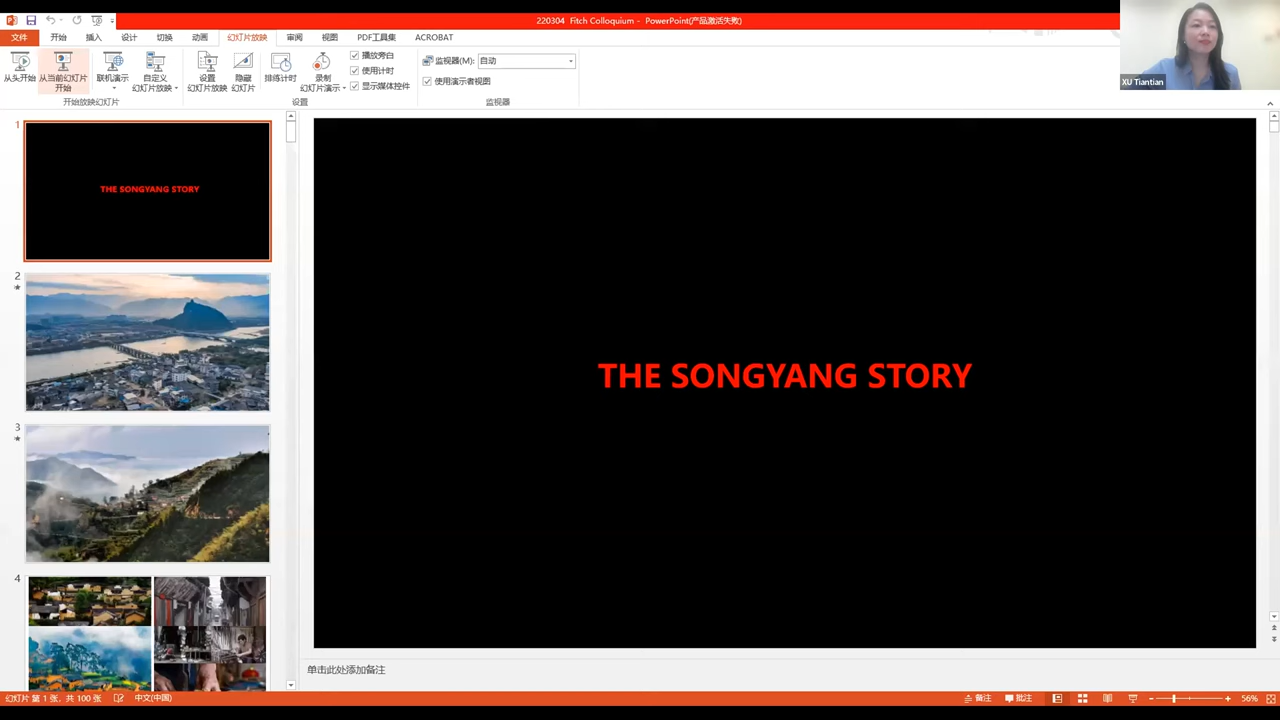 220304 Fitch Colloquium - PowerPoint(产品激活失败)
文件 开始 插入 设计 切换 动画 幻灯片放映 审阅 视图 PDF工具集 ACROBAT
从头开始
从当前幻灯片
开始
联机演示
自定义
幻灯片放映
设置
幻灯片放映
隐藏
幻灯片
排练计时
录制
幻灯片演示
播放旁白
使用计时
显示媒体控件
监视器(M): 自动
使用演示者视图
开始放映幻灯片 设置 监视器
XU Tiantian
1
THE SONGYANG STORY
2
3
4
THE SONGYANG STORY
单击此处添加备注
幻灯片 第 1 张, 共 100 张 中文(中国) 备注 批注 56%